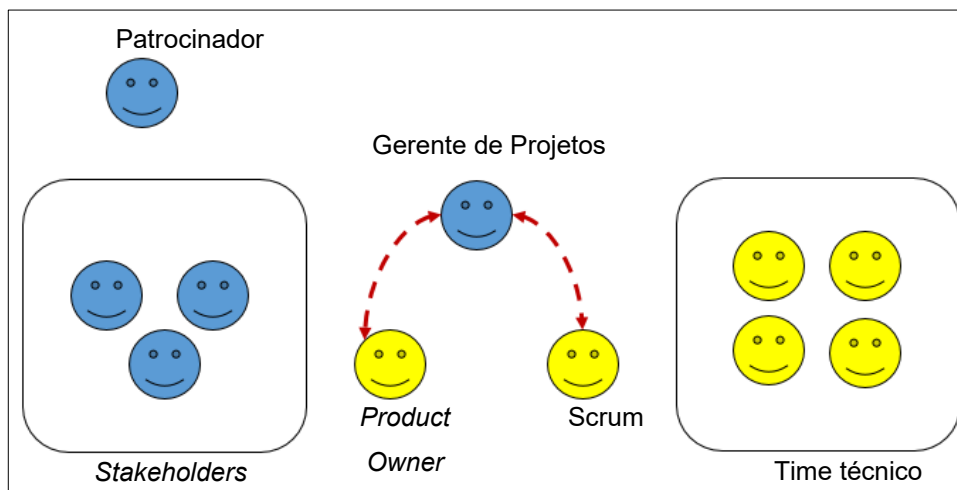 Patrocinador
Gerente de Projetos
Product
Owner
Scrum
Stakeholders
Time técnico